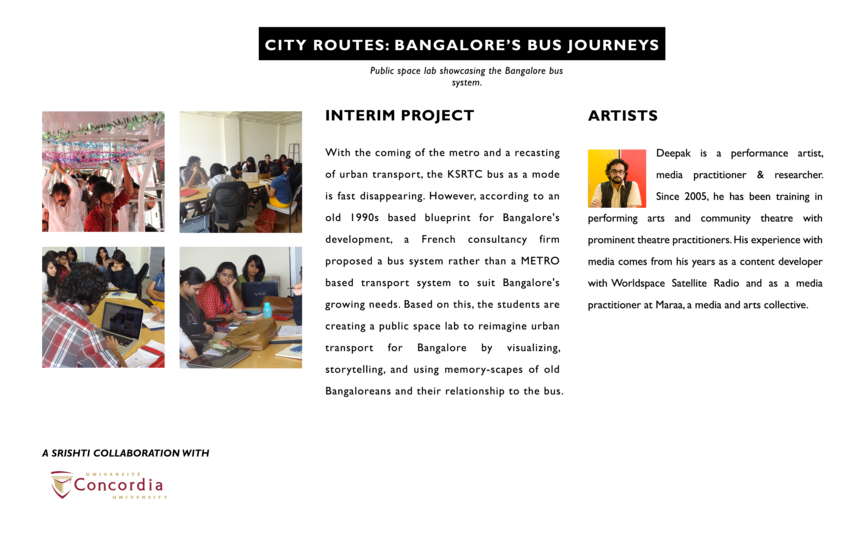 CITY ROUTES: BANGALORE'S BUS JOURNEYS
Public space lab showcasing the Bangalore bus
system.
INTERIM PROJECT
With the coming of the metro and a recasting
of urban transport, the KSRTC bus as a mode
is fast disappearing. However, according to an
old 1990s based blueprint for Bangalore's
development, a French consultancy firm
proposed a bus system rather than a METRO
based transport system to suit Bangalore's
growing needs. Based on this, the students are
creating a public space lab to reimagine urban
transport for Bangalore by visualizing,
storytelling, and using memory-scapes of old
Bangaloreans and their relationship to the bus.
ARTISTS
Deepak is a performance artist,
media practitioner & researcher.
Since 2005, he has been training in
performing arts and community theatre with
prominent theatre practitioners. His experience with
media comes from his years as a content developer
with Worldspace Satellite Radio and as a media
practitioner at Maraa, a media and arts collective.
A SRISHTI COLLABORATION WITH
UNIVERSITÉ
Concordia
UNIVERSITY